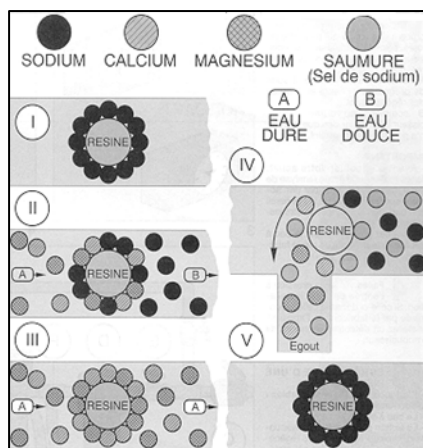 SODIUM
CALCIUM
MAGNESIUM
SAUMURE
(Sel de sodium)
A
EAU
DURE
B
EAU
DOUCE
I
RESINE
II
A
RESINE
B
III
A
RESINE
A
IV
RESINE
Egout
V
RESINE